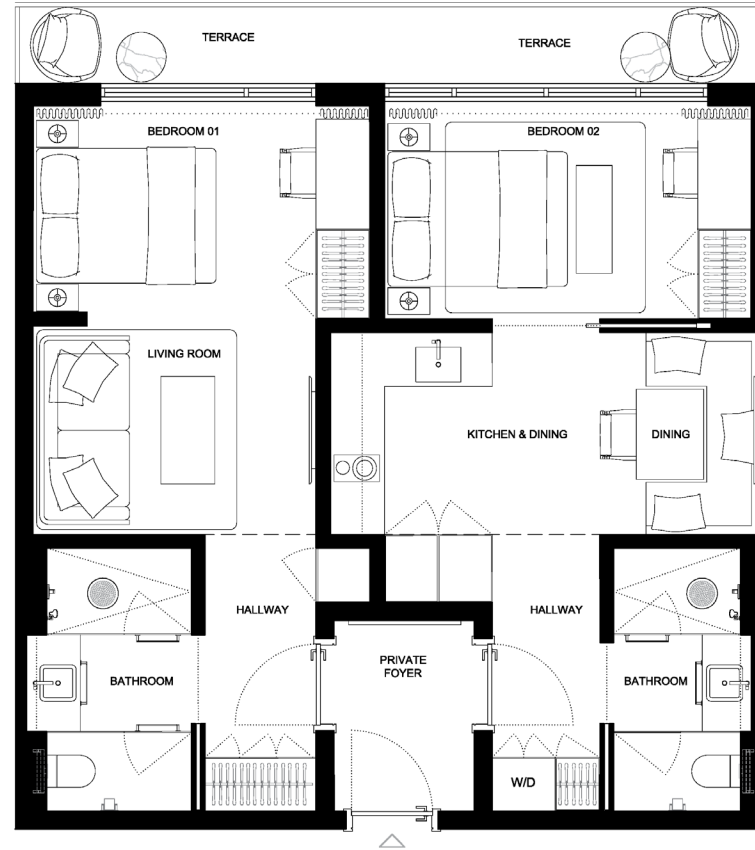 TERRACE
TERRACE
BEDROOM 01
BEDROOM 02
LIVING ROOM
KITCHEN & DINING
DINING
HALLWAY
HALLWAY
PRIVATE
FOYER
BATHROOM
BATHROOM
W/D